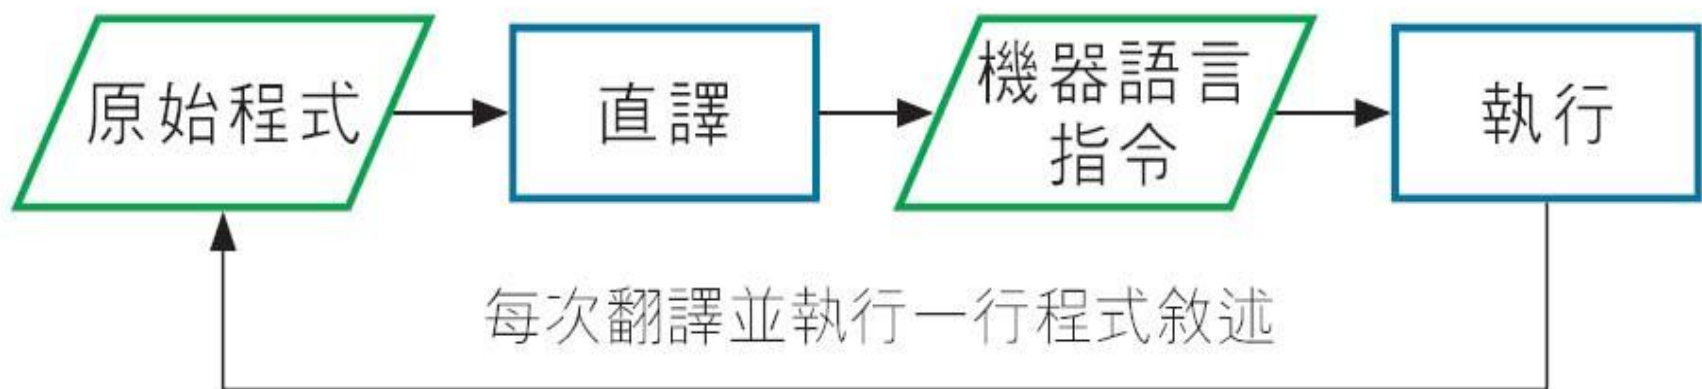 原始程式
直譯
機器語言
指令
執行
每次翻譯並執行一行程式敘述